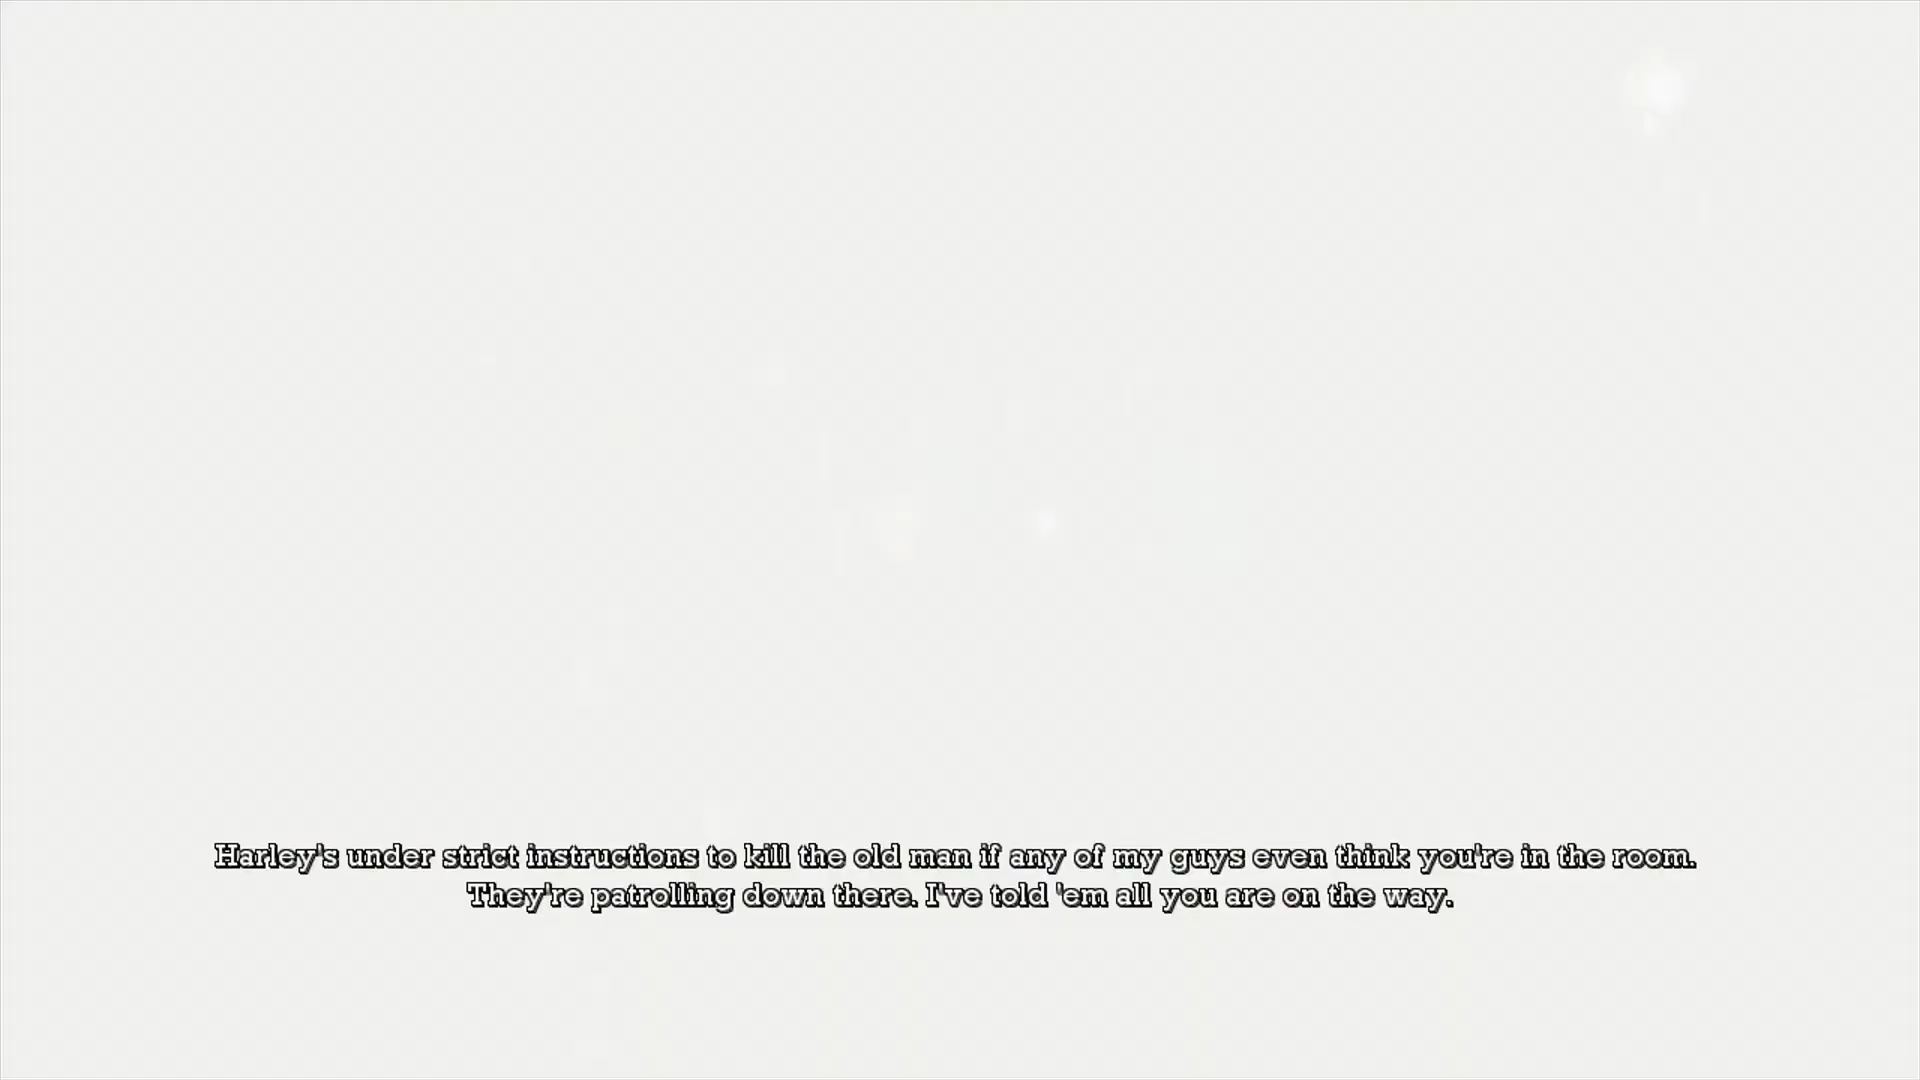 Harley's under strict instructions to kill the old man if any of my guys even think you're in the room.
They're patrolling down there. I've told 'em all you are on the way.